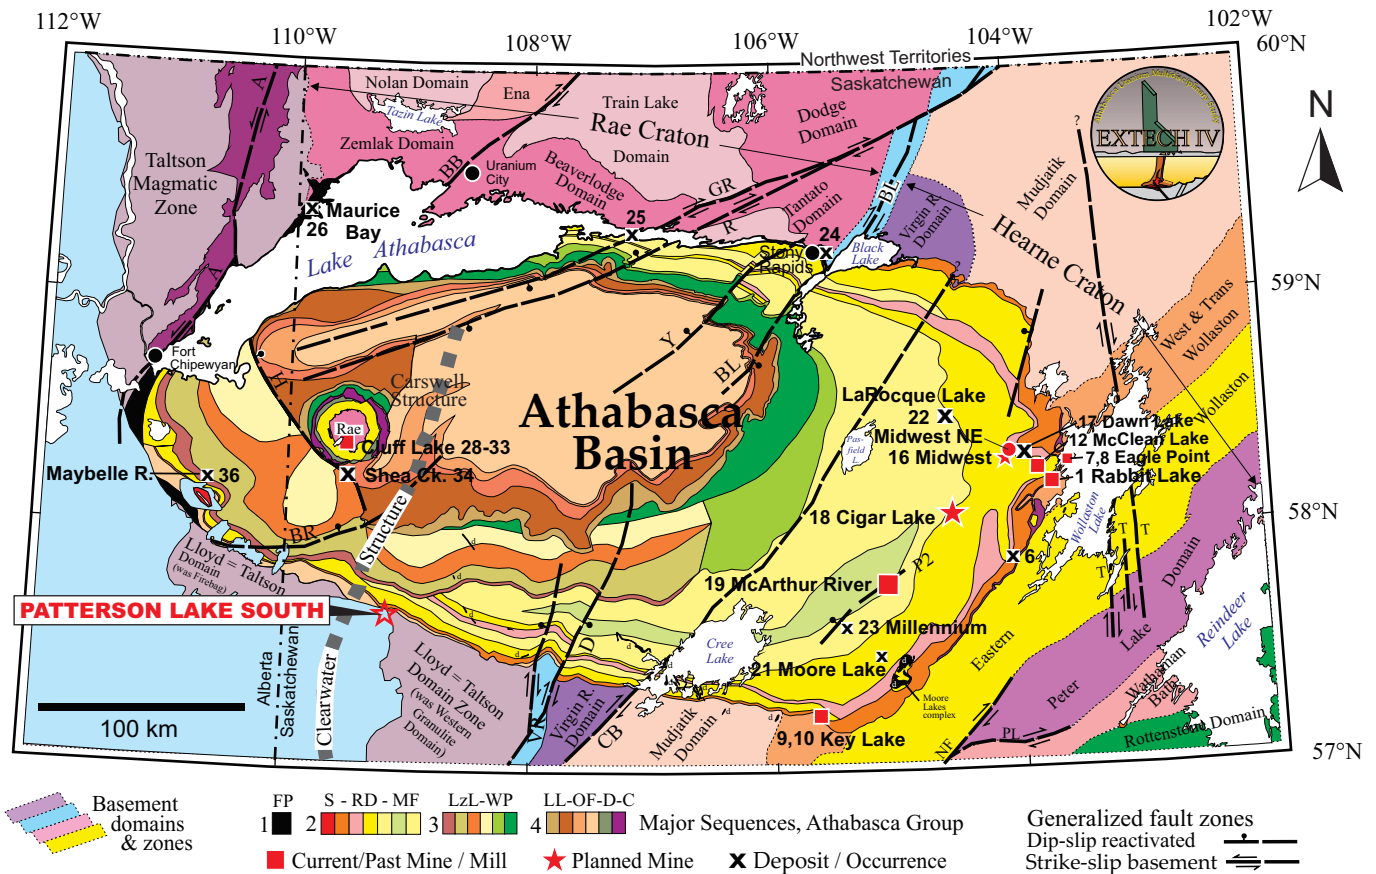 112°W
110°W
108°W
106°W
104°W
102°W
60°N
59°N
58°N
57°N
N
EXTECH IV
Northwest Territories
Saskatchewan
Nolan Domain
Ena
Tazin Lake
Train Lake
Domain
Rae Craton
Zemlak Domain
Dodge
Domain
Taltson
Magmatic
Zone
A
A
BB
Uranium
City
Beaverlodge
Domain
GR
R
Tantato
Domain
BL
Virgin R.
Domain
Mudjatik
Domain
?
?
Hearne Craton
Maurice
Bay
26
25
24
Lake Athabasca
Stony
Rapids
Black
Lake
West & Trans
Wollaston
Wollaston
Fort
Chipewyan
H
Y
BL
Carswell
Structure
Athabasca
Basin
Rae
Cluff Lake 28-33
Shea Ck. 34
Maybelle R.
36
BR
LaRocque Lake
22
Pas-
field
L.
Midwest NE
16 Midwest
17 Dawn Lake
12 McClean Lake
7,8 Eagle Point
1 Rabbit Lake
18 Cigar Lake
Wollaston
Lake
6
T
T
T
19 McArthur River
P2
23 Millennium
21 Moore Lake
Moore
Lakes
complex
Cree
Lake
Lloyd = Taltson
Domain
(was Firebag)
Structure
Clearwater
PATTERSON LAKE SOUTH
Alberta
Saskatchewan
Lloyd = Taltson
Domain Zone
(was Western
Granulite
Domain)
d
d
d
d
d
d
d
d
D
VR
Virgin R.
Domain
CB
Mudjatik
Domain
9,10 Key Lake
Eastern
NF
PL
Peter
Lake
Domain
Wathaman
Bath.
Reindeer
Lake
Rottenstone Domain
100 km
Basement
domains
& zones
FP
S - RD - MF
LzL-WP
LL-OF-D-C
1
2
3
4
Major Sequences, Athabasca Group
Current/Past Mine / Mill
Planned Mine
x Deposit / Occurrence
Generalized fault zones
Dip-slip reactivated
Strike-slip basement